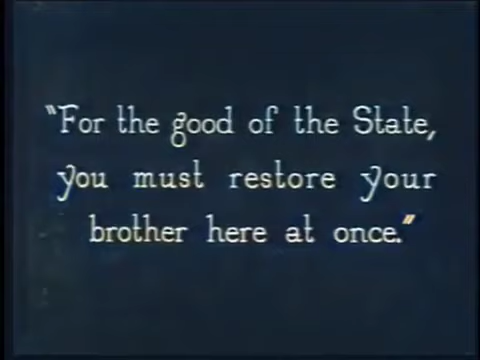 “For the good of the State,
you must restore your
brother here at once.”